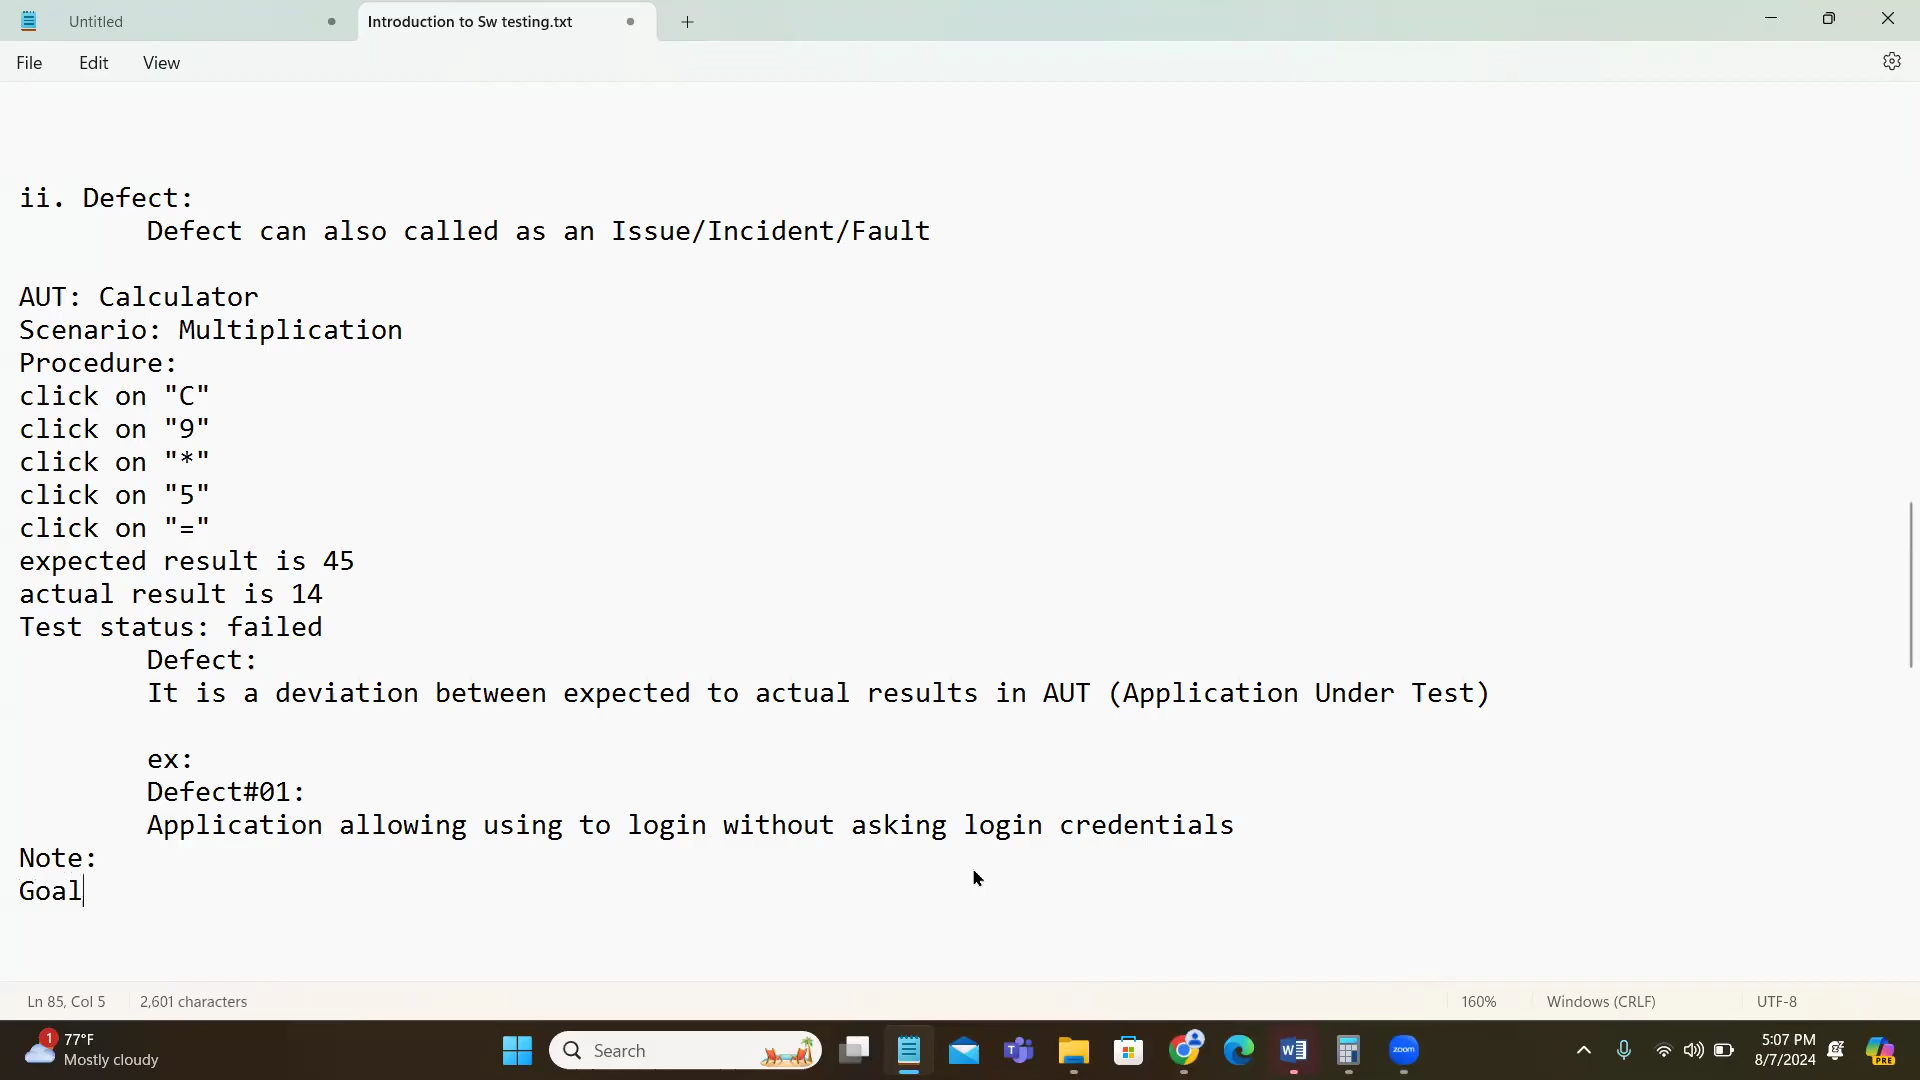 Untitled
Introduction to Sw testing.txt
File Edit View
ii. Defect:
Defect can also called as an Issue/Incident/Fault
AUT: Calculator
Scenario: Multiplication
Procedure:
click on "C"
click on "9"
click on "*"
click on "5"
click on "="
expected result is 45
actual result is 14
Test status: failed
Defect:
It is a deviation between expected to actual results in AUT (Application Under Test)
ex:
Defect#01:
Application allowing using to login without asking login credentials
Note:
Goal
Ln 85, Col 5 2,601 characters 160% Windows (CRLF) UTF-8
1 77°F
Mostly cloudy
Search
zoom
5:07 PM
8/7/2024
PRE